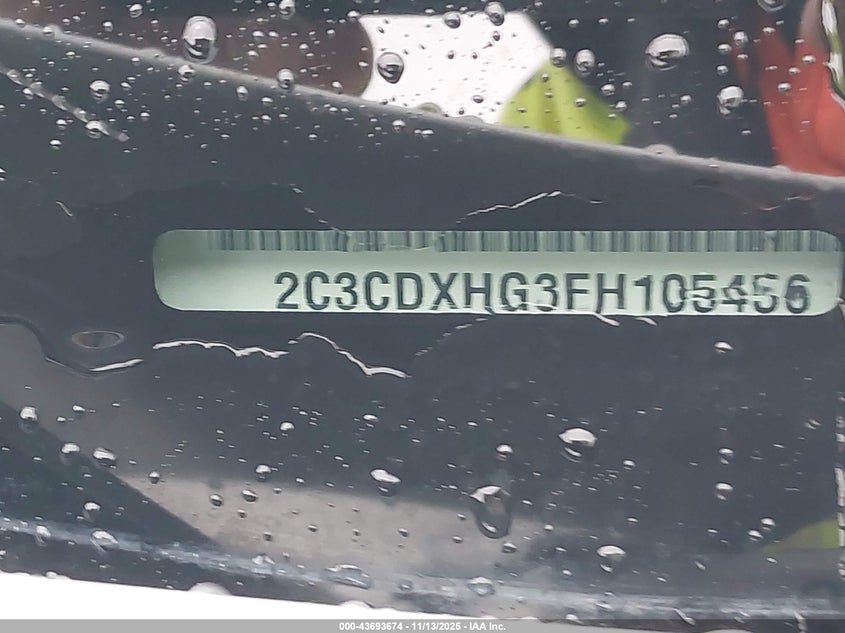 2C3CDXHG3FH105456
000-43693674 - 11/13/2025 - IAA Inc.